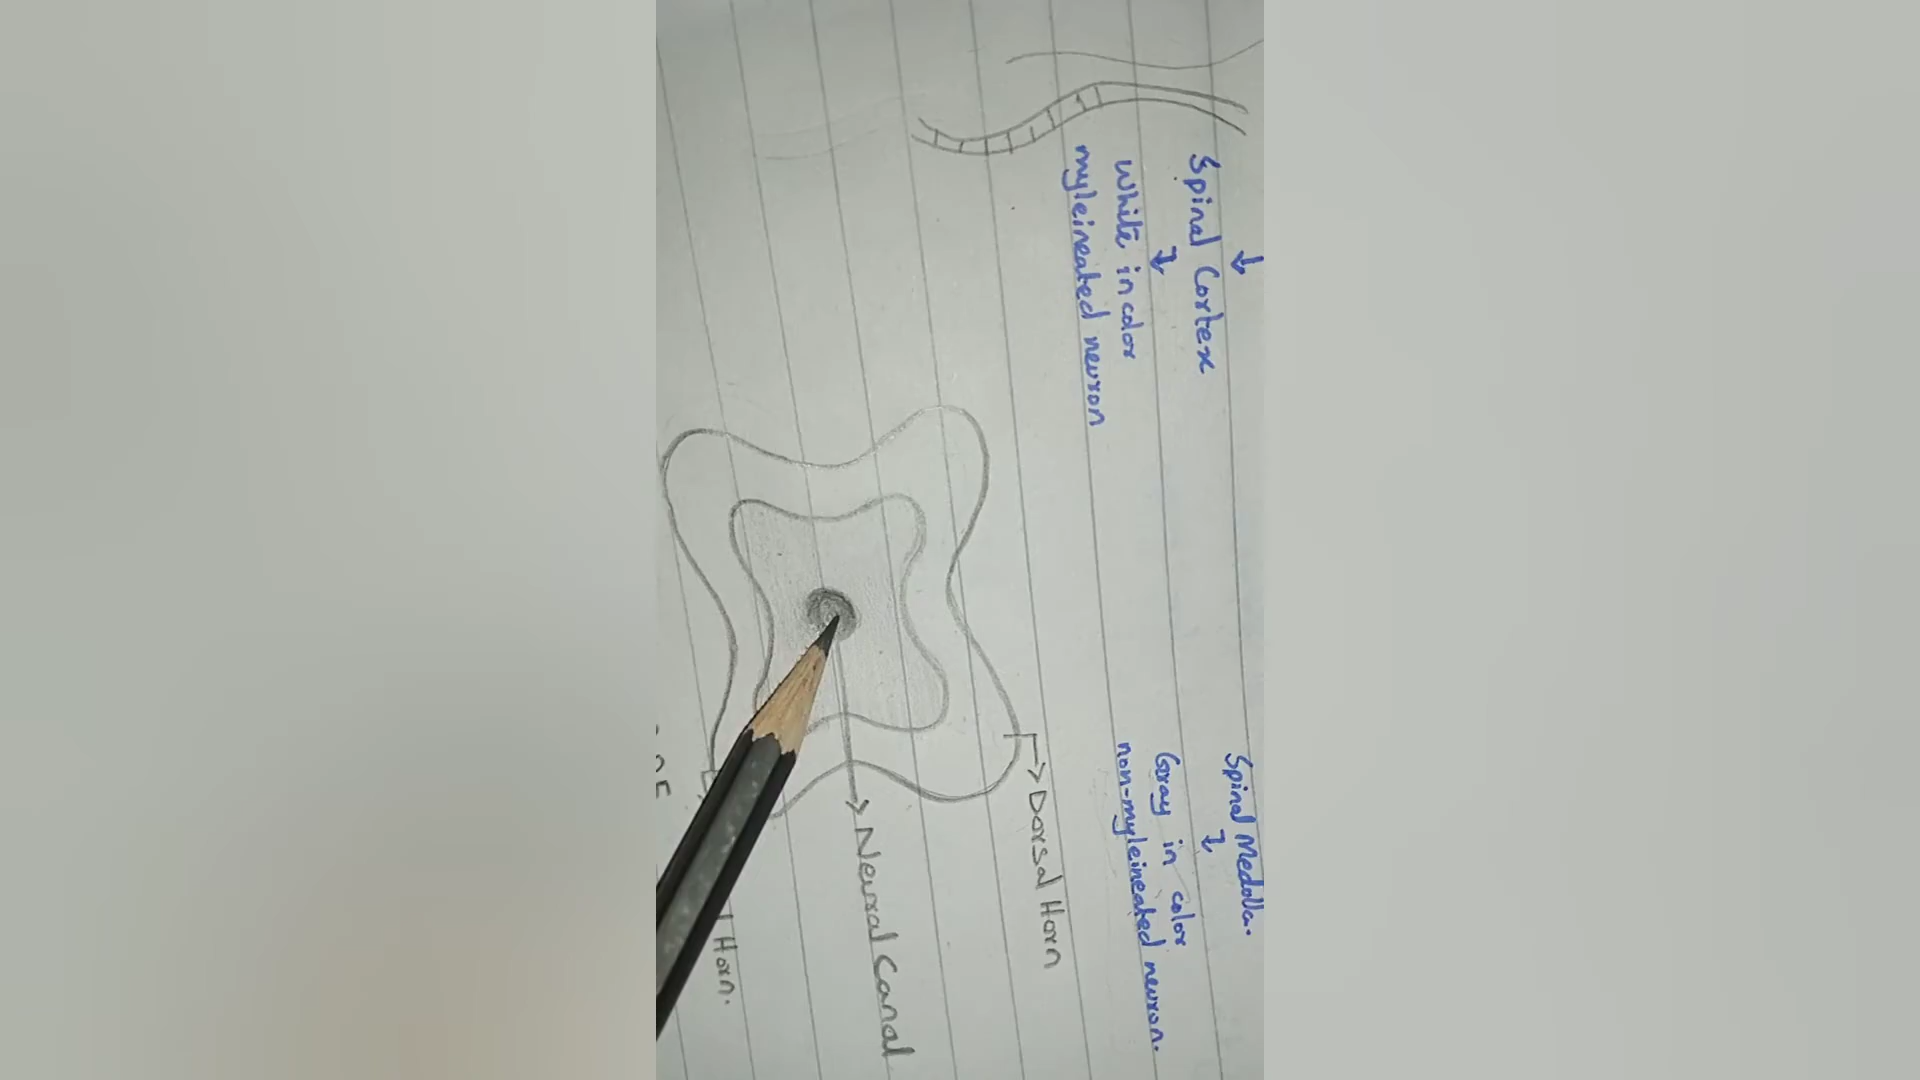 Spinal Cortex
White in color
myleineated neuron
Spinal Medulla.
Gray in color
non-myleineated neuron.
Dorsal Horn
Neural Canal
Horn.